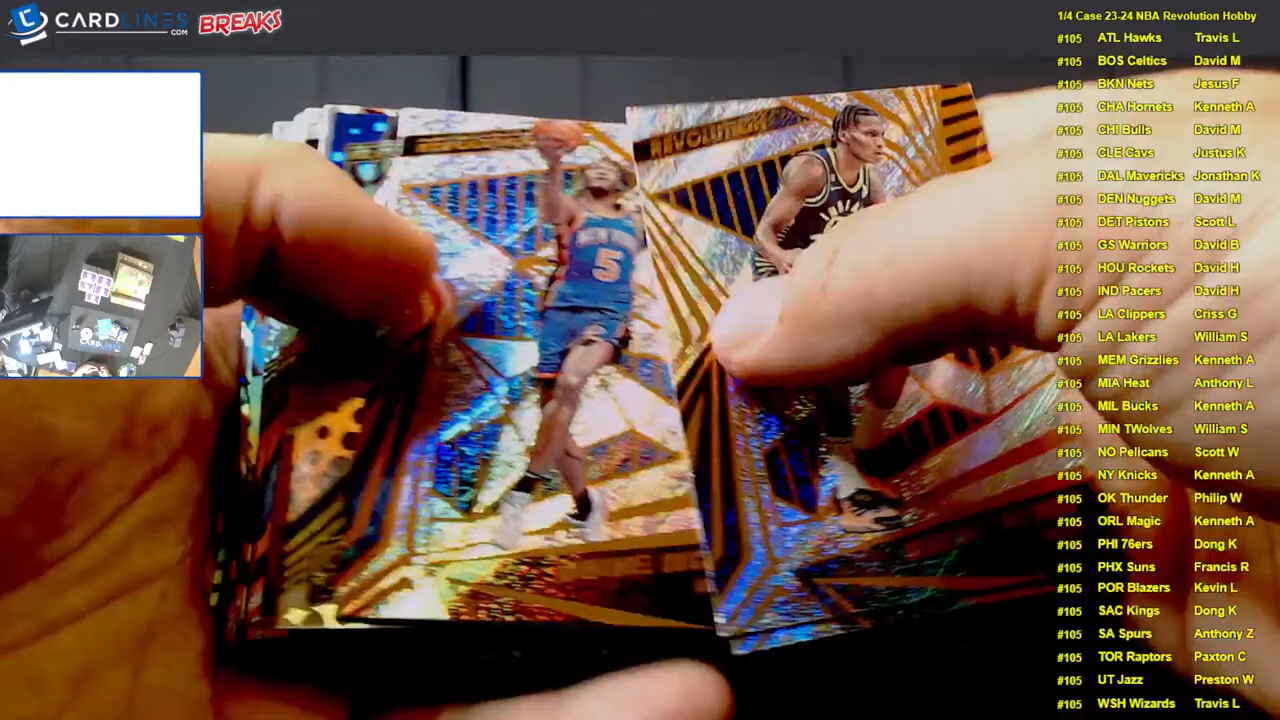 CARDLINES
.COM
BREAKS
1/4 Case 23-24 NBA Revolution Hobby
#105 ATL Hawks Travis L
#105 BOS Celtics David M
#105 BKN Nets Jesus F
#105 CHA Hornets Kenneth A
#105 CHI Bulls David M
#105 CLE Cavs Justus K
#105 DAL Mavericks Jonathan K
#105 DEN Nuggets David M
#105 DET Pistons Scott L
#105 GS Warriors David B
#105 HOU Rockets David H
#105 IND Pacers David H
#105 LA Clippers Criss G
#105 LA Lakers William S
#105 MEM Grizzlies Kenneth A
#105 MIA Heat Anthony L
#105 MIL Bucks Kenneth A
#105 MIN TWolves William S
#105 NO Pelicans Scott W
#105 NY Knicks Kenneth A
#105 OK Thunder Philip W
#105 ORL Magic Kenneth A
#105 PHI 76ers Dong K
#105 PHX Suns Francis R
#105 POR Blazers Kevin L
#105 SAC Kings Dong K
#105 SA Spurs Anthony Z
#105 TOR Raptors Paxton C
#105 UT Jazz Preston W
#105 WSH Wizards Travis L
REVOLUTION
NEW YORK
5
CARDLINES